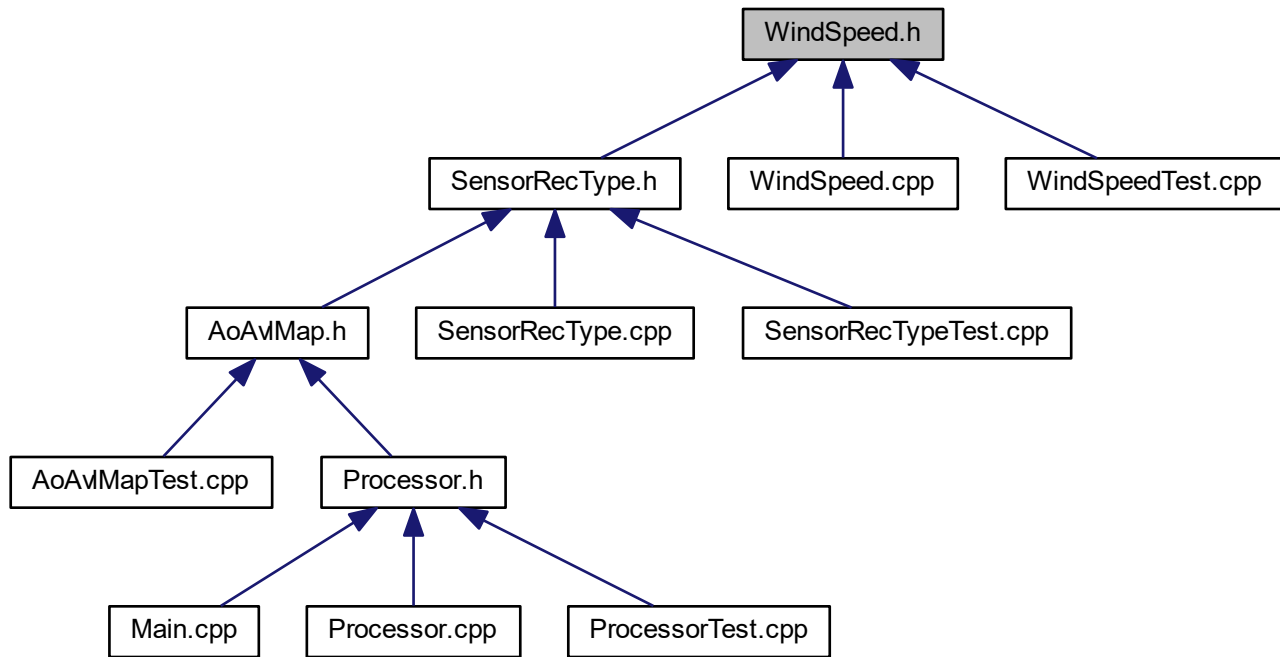 WindSpeed.h
SensorRecType.h
WindSpeed.cpp
WindSpeedTest.cpp
AoAvlMap.h
SensorRecType.cpp
SensorRecTypeTest.cpp
AoAvlMapTest.cpp
Processor.h
Main.cpp
Processor.cpp
ProcessorTest.cpp